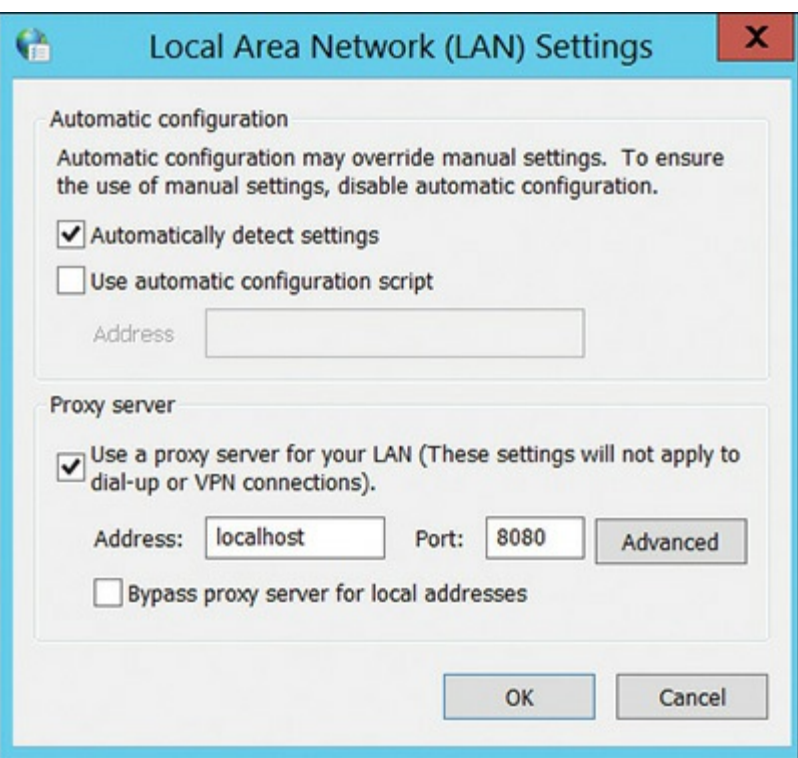 Local Area Network (LAN) Settings
X
Automatic configuration
Automatic configuration may override manual settings.  To ensure
the use of manual settings, disable automatic configuration.
Automatically detect settings
Use automatic configuration script
Address
Proxy server
Use a proxy server for your LAN (These settings will not apply to
dial-up or VPN connections).
Address: localhost Port: 8080 Advanced
Bypass proxy server for local addresses
OK Cancel